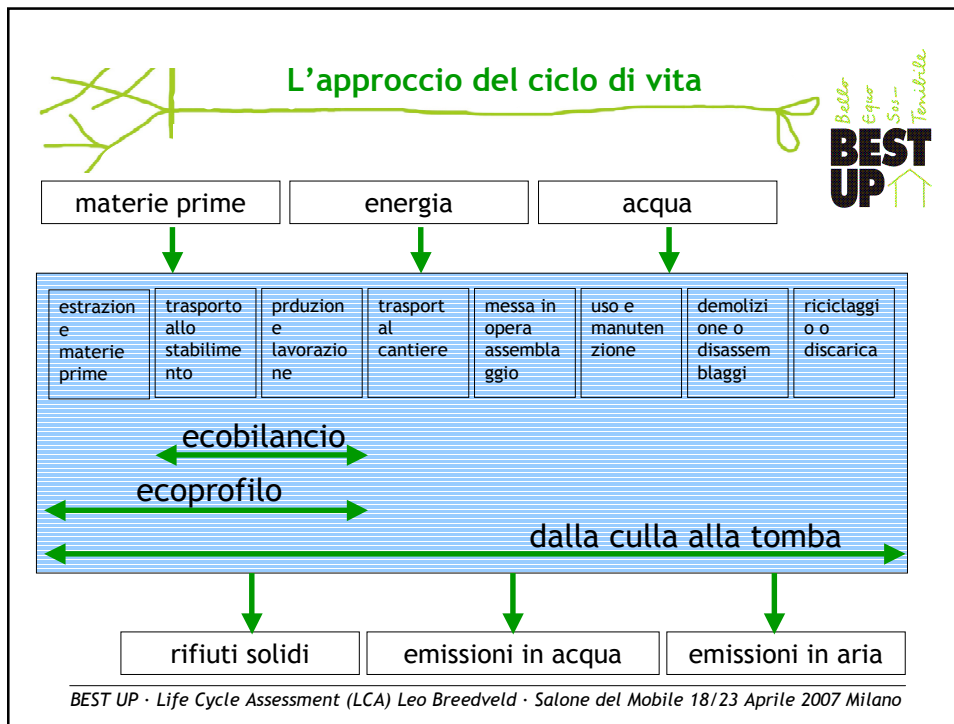 L'approccio del ciclo di vita
Bello
Equo
Sos-
Tenibile
BEST
UP
materie prime
energia
acqua
estrazion
e
materie
prime
trasporto
allo
stabilime
nto
prduzion
e
lavorazio
ne
trasport
al
cantiere
messa in
opera
assembla
ggio
uso e
manuten
zione
demolizi
one o
disassem
blaggi
riciclaggi
o o
discarica
ecobilancio
ecoprofilo
dalla culla alla tomba
rifiuti solidi
emissioni in acqua
emissioni in aria
BEST UP · Life Cycle Assessment (LCA) Leo Breedveld · Salone del Mobile 18/23 Aprile 2007 Milano